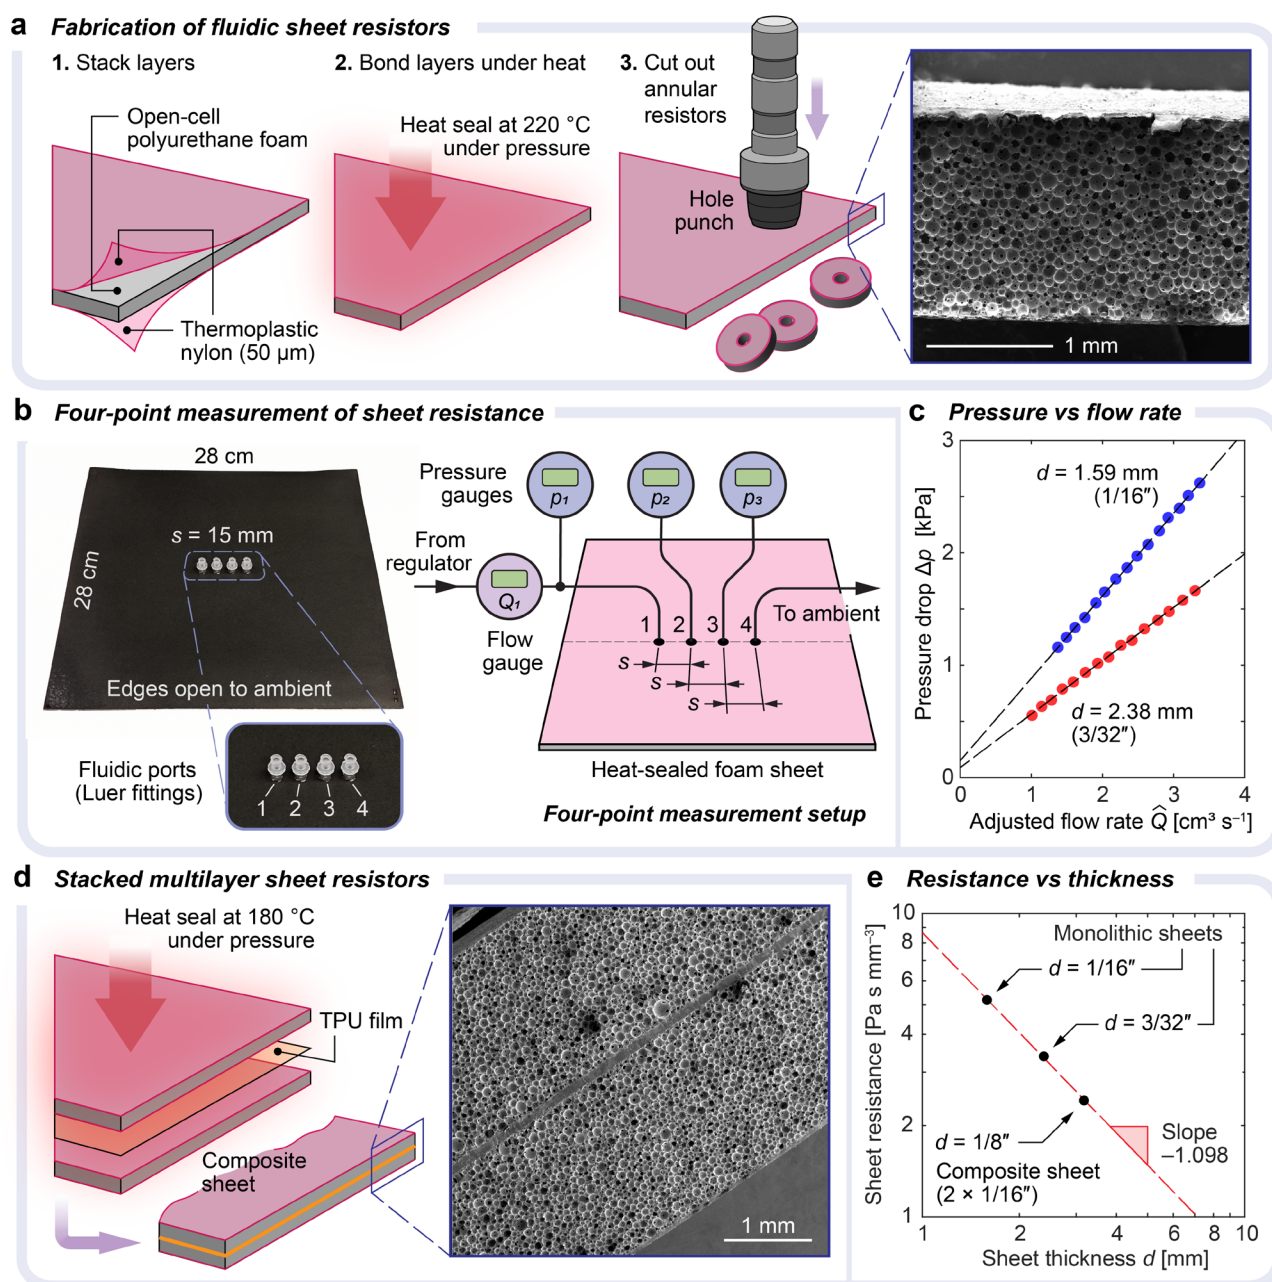 a Fabrication of fluidic sheet resistors
1. Stack layers
Open-cell
polyurethane foam
Thermoplastic
nylon (50 µm)
2. Bond layers under heat
Heat seal at 220 °C
under pressure
3. Cut out
annular
resistors
Hole
punch
1 mm
b Four-point measurement of sheet resistance
28 cm
28 cm
s = 15 mm
Edges open to ambient
Fluidic ports
(Luer fittings)
1 2 3 4
Pressure
gauges
p₁ p₂ p₃
From
regulator
Q₁
Flow
gauge
To ambient
1 2 3 4
s
s
s
Heat-sealed foam sheet
Four-point measurement setup
c Pressure vs flow rate
Pressure drop Δp [kPa]
3
2
1
0
d = 1.59 mm
(1/16″)
d = 2.38 mm
(3/32″)
0 1 2 3 4
Adjusted flow rate Q̂ [cm³ s⁻¹]
d Stacked multilayer sheet resistors
Heat seal at 180 °C
under pressure
TPU film
Composite
sheet
1 mm
e Resistance vs thickness
Sheet resistance [Pa s mm⁻³]
10
8
6
4
2
1
Monolithic sheets
d = 1/16″
d = 3/32″
d = 1/8″
Composite sheet
(2 × 1/16″)
Slope
–1.098
1 2 4 6 8 10
Sheet thickness d [mm]